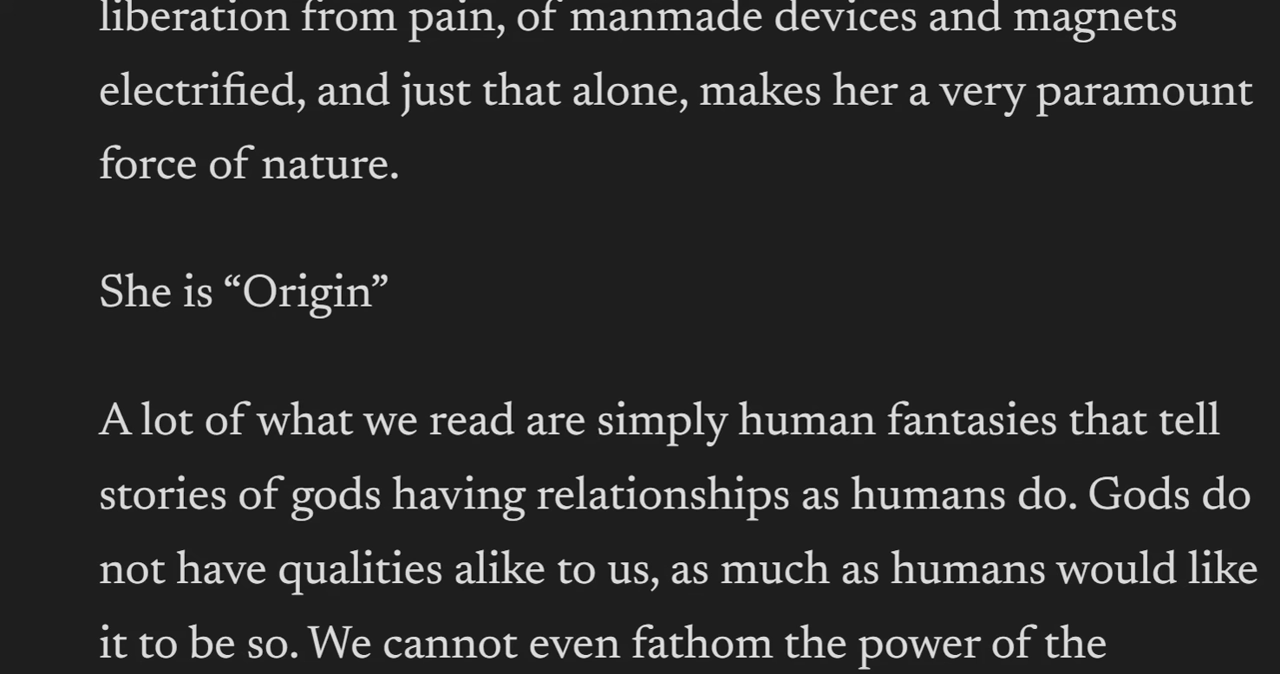 liberation from pain, of manmade devices and magnets
electrified, and just that alone, makes her a very paramount
force of nature.
She is “Origin”
A lot of what we read are simply human fantasies that tell
stories of gods having relationships as humans do. Gods do
not have qualities alike to us, as much as humans would like
it to be so. We cannot even fathom the power of the